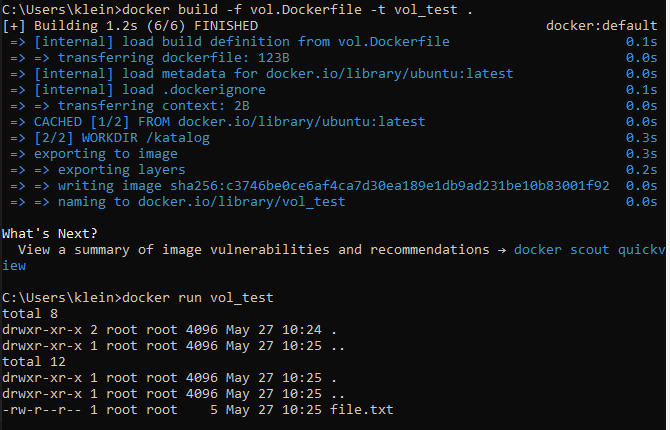 C:\Users\klein>docker build -f vol.Dockerfile -t vol_test .
[+] Building 1.2s (6/6) FINISHED docker:default
=> [internal] load build definition from vol.Dockerfile 0.1s
=> => transferring dockerfile: 123B 0.0s
=> [internal] load metadata for docker.io/library/ubuntu:latest 0.0s
=> [internal] load .dockerignore 0.1s
=> => transferring context: 2B 0.0s
=> CACHED [1/2] FROM docker.io/library/ubuntu:latest 0.0s
=> [2/2] WORKDIR /katalog 0.3s
=> exporting to image 0.3s
=> => exporting layers 0.2s
=> => writing image sha256:c3746be0ce6af4ca7d30ea189e1db9ad231be10b83001f92 0.0s
=> => naming to docker.io/library/vol_test 0.0s
What's Next?
View a summary of image vulnerabilities and recommendations → docker scout quickv
iew
C:\Users\klein>docker run vol_test
total 8
drwxr-xr-x 2 root root 4096 May 27 10:24 .
drwxr-xr-x 1 root root 4096 May 27 10:25 ..
total 12
drwxr-xr-x 1 root root 4096 May 27 10:25 .
drwxr-xr-x 1 root root 4096 May 27 10:25 ..
-rw-r--r-- 1 root root 5 May 27 10:25 file.txt